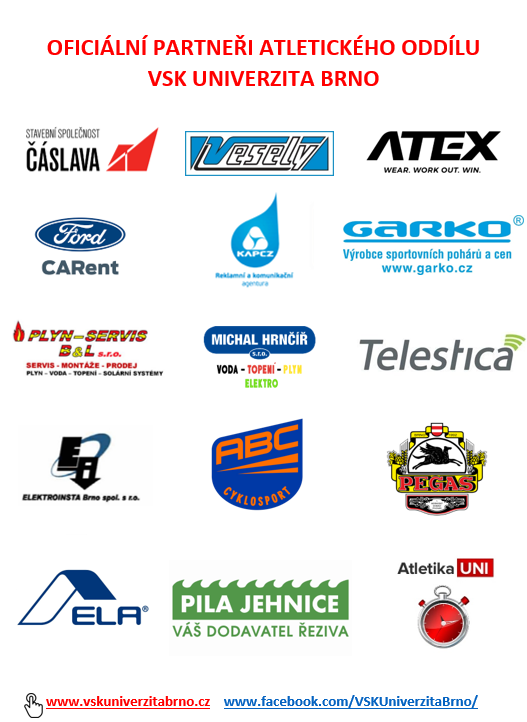 OFICIÁLNÍ PARTNEŘI ATLETICKÉHO ODDÍLU
VSK UNIVERZITA BRNO
STAVEBNÍ SPOLEČNOST
ČÁSLAVA
Vesely
ATEX
WEAR. WORK OUT. WIN.
Ford
CARent
KAPCZ
Reklamní a komunikační
agentura
GARKO®
Výrobce sportovních pohárů a cen
www.garko.cz
PLYN-SERVIS
B&L s.r.o.
SERVIS - MONTÁŽE - PRODEJ
PLYN - VODA - TOPENÍ - SOLÁRNÍ SYSTÉMY
MICHAL HRNČÍŘ
s.r.o.
VODA - TOPENÍ - PLYN
ELEKTRO
Telestica
ELEKTROINSTA Brno spol. s r.o.
ABC
CYKLOSPORT
PEGAS
ELA®
PILA JEHNICE
VÁŠ DODAVATEL ŘEZIVA
Atletika UNI
www.vskuniverzitabrno.cz www.facebook.com/VSKUniverzitaBrno/